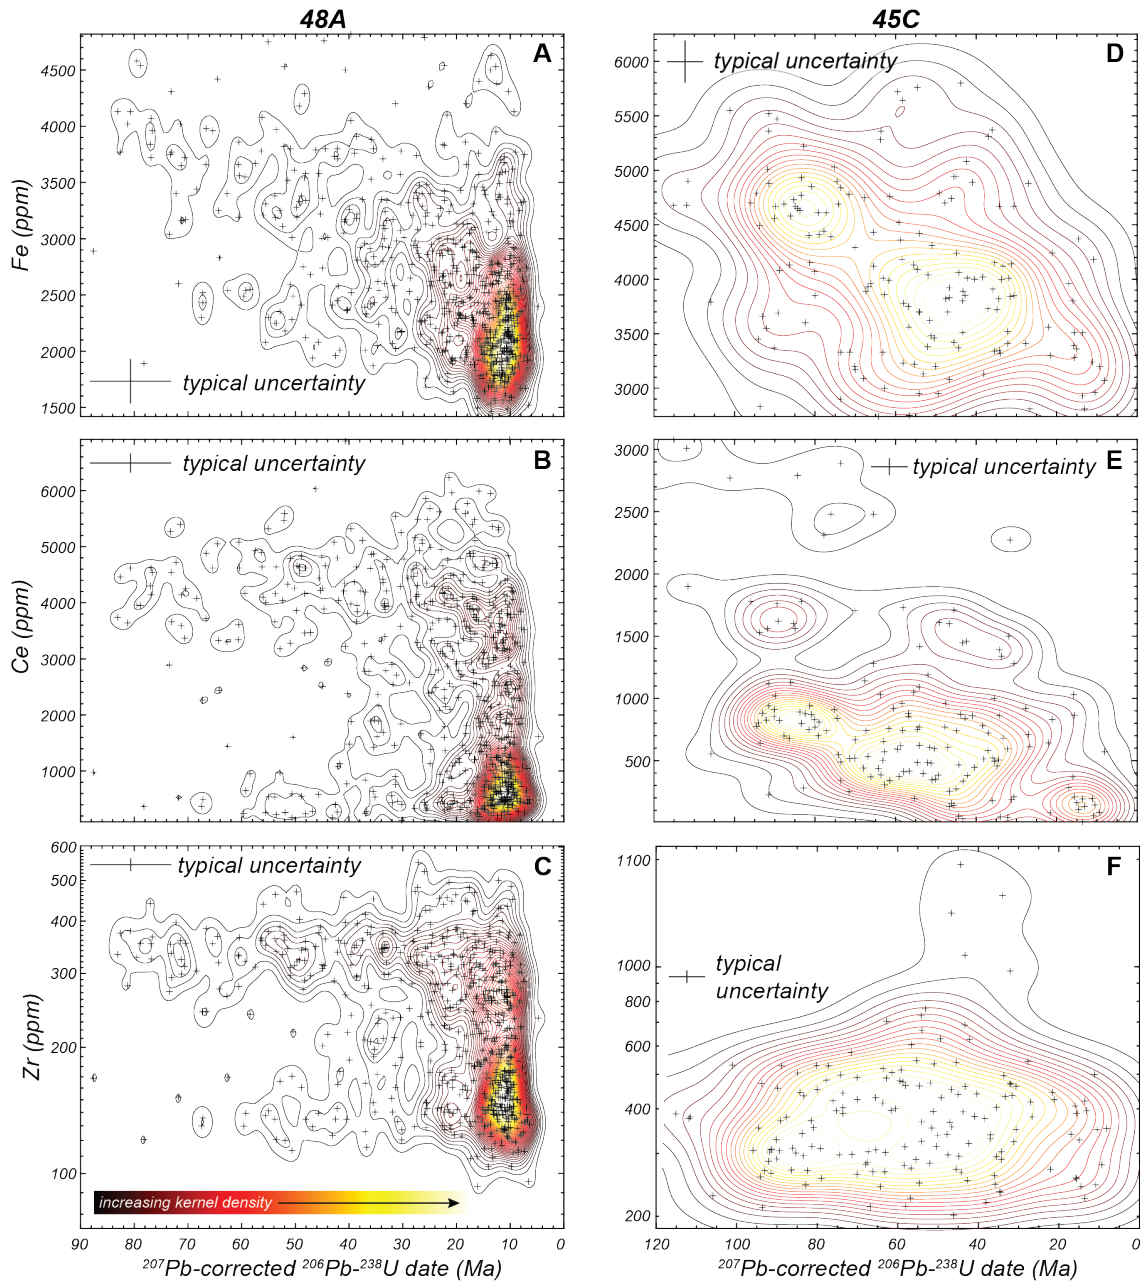 48A
45C
A
4500
4000
3500
3000
2500
2000
1500
Fe (ppm)
typical uncertainty
D
typical uncertainty
6000
5500
5000
4500
4000
3500
3000
B
typical uncertainty
6000
5000
4000
3000
2000
1000
Ce (ppm)
E
typical uncertainty
3000
2500
2000
1500
1000
500
C
typical uncertainty
600
500
400
300
200
100
Zr (ppm)
increasing kernel density
90 80 70 60 50 40 30 20 10 0
²⁰⁷Pb-corrected ²⁰⁶Pb-²³⁸U date (Ma)
F
typical
uncertainty
1100
1000
800
600
400
200
120 100 80 60 40 20 0
²⁰⁷Pb-corrected ²⁰⁶Pb-²³⁸U date (Ma)